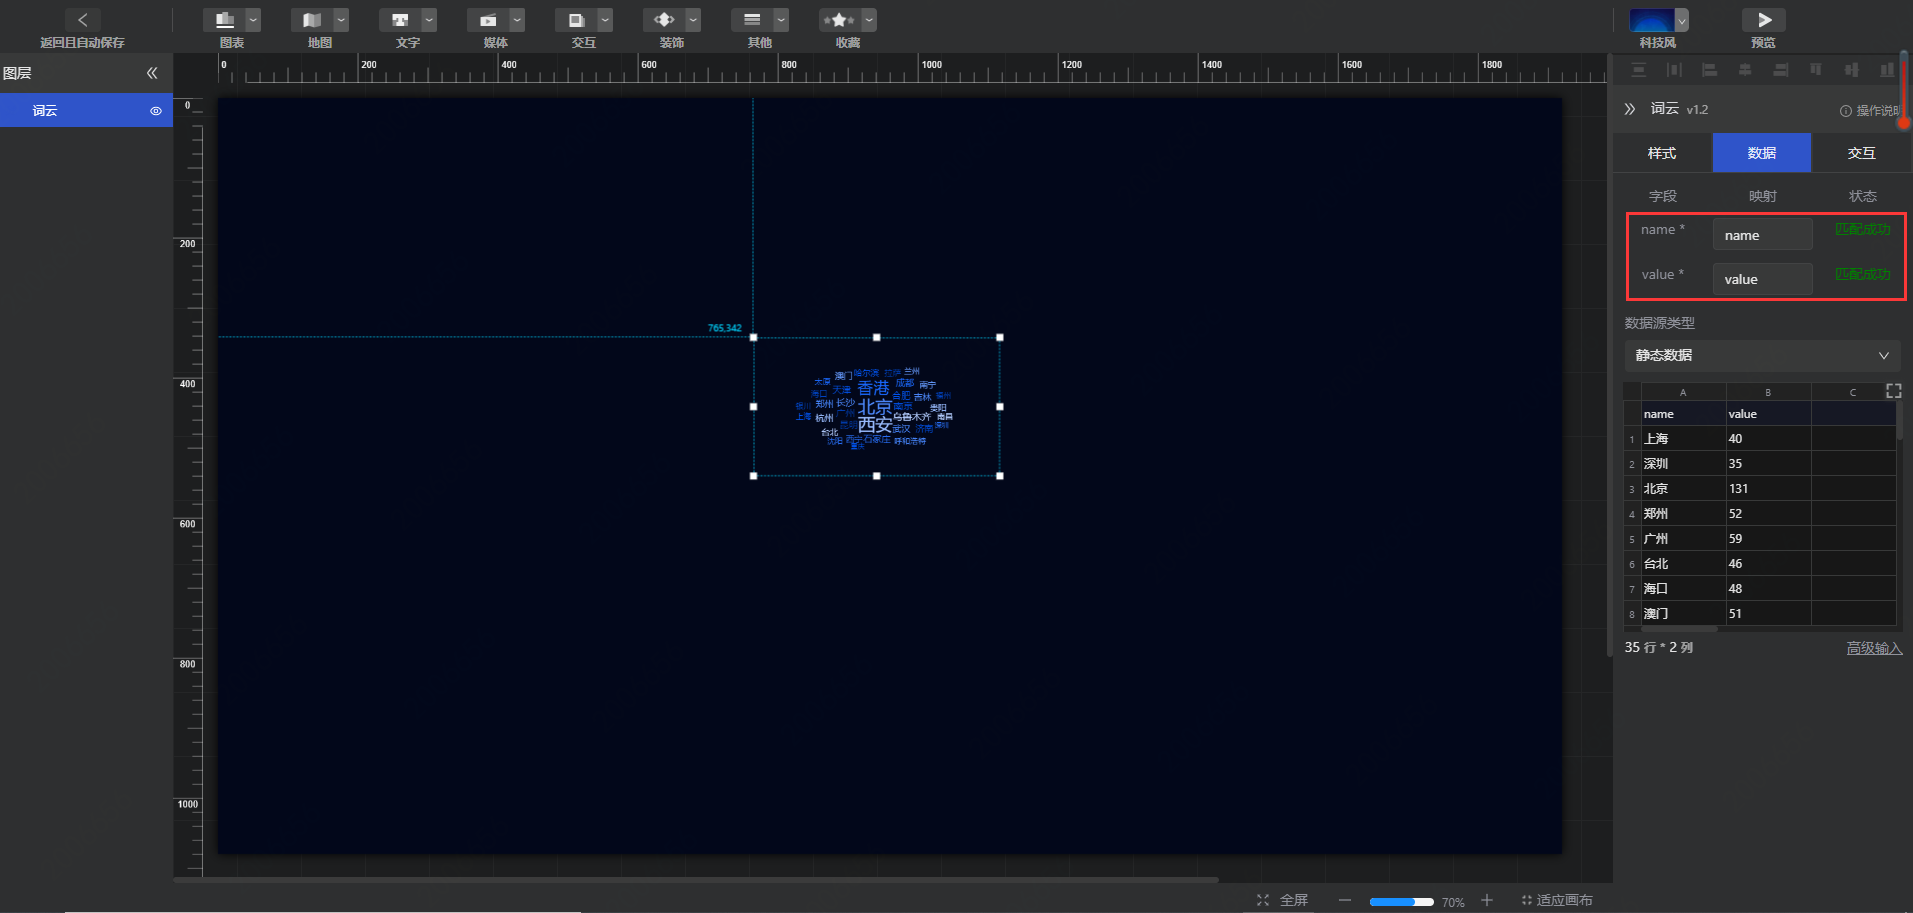 返回且自动保存
图表
地图
文字
媒体
交互
装饰
其他
收藏
科技风
预览
图层
词云
0 200 400 600 800 1000 1200 1400 1600 1800
0
200
400
600
800
1000
765,342
澳门 哈尔滨 拉萨 兰州
太原 香港 成都 南宁
海口 天津 合肥 吉林 福州
银川 郑州 长沙 北京 南京 贵阳
上海 杭州 广州 乌鲁木齐 南昌
昆明 西安 武汉 济南 深圳
台北
沈阳 西宁 石家庄 呼和浩特
重庆
词云 v1.2
操作说明
样式 数据 交互
字段 映射 状态
name * name 匹配成功
value * value 匹配成功
数据源类型
静态数据
A B C
name value
1 上海 40
2 深圳 35
3 北京 131
4 郑州 52
5 广州 59
6 台北 46
7 海口 48
8 澳门 51
35 行 * 2 列
高级输入
全屏 70% 适应画布